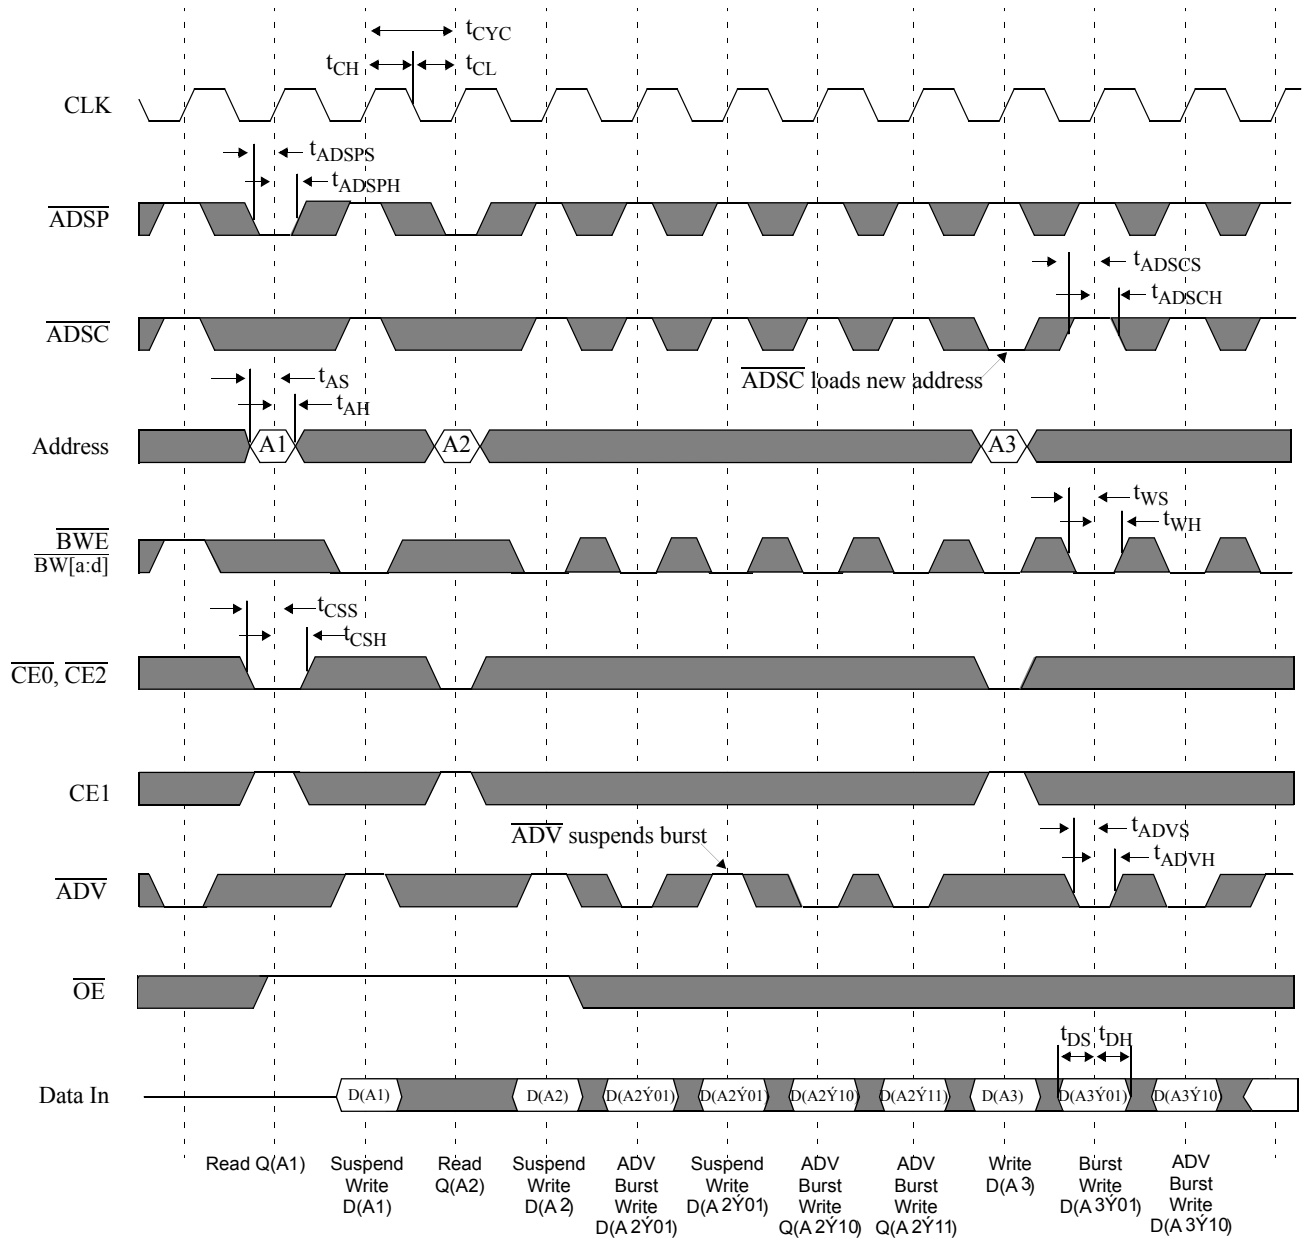 tCYC
tCH
tCL
CLK
tADSPS
tADSPH
ADSP
tADSCS
tADSCH
ADSC
ADSC loads new address
tAS
tAH
Address
A1
A2
A3
tWS
tWH
BWE
BW[a:d]
tCSS
tCSH
CE0, CE2
CE1
ADV suspends burst
tADVS
tADVH
ADV
OE
tDS
tDH
Data In
D(A1)
D(A2)
D(A2Ý01)
D(A2Ý01)
D(A2Ý10)
D(A2Ý11)
D(A3)
D(A3Ý01)
D(A3Ý10)
Read Q(A1)
Suspend
Write
D(A1)
Read
Q(A2)
Suspend
Write
D(A2)
ADV
Burst
Write
D(A2Ý01)
Suspend
Write
D(A2Ý01)
ADV
Burst
Write
Q(A2Ý10)
ADV
Burst
Write
Q(A2Ý11)
Write
D(A3)
Burst
Write
D(A3Ý01)
ADV
Burst
Write
D(A3Ý10)